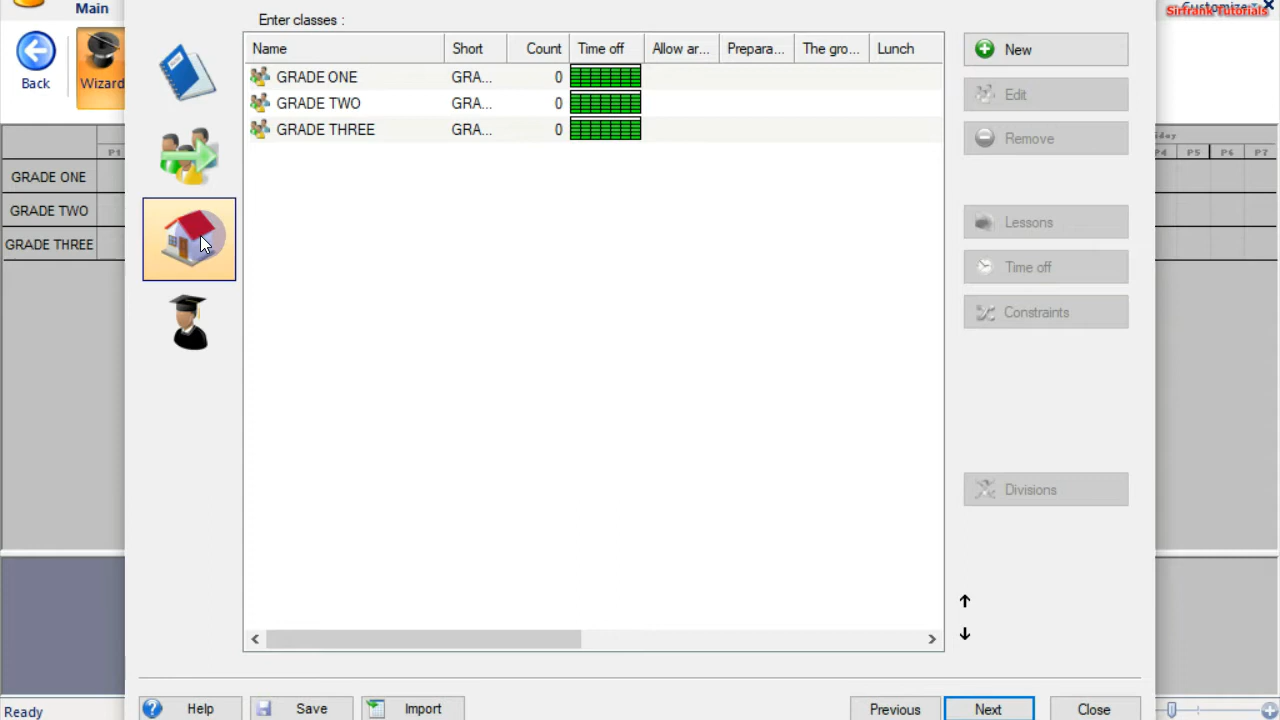 Main
Customize
Sirfrank Tutorials
Enter classes :
Back
Wizard
Name Short Count Time off Allow ar... Prepara... The gro... Lunch
GRADE ONE GRA... 0
GRADE TWO GRA... 0
GRADE THREE GRA... 0
New
Edit
Remove
Lessons
Time off
Constraints
Divisions
P1
P4 P5 P6 P7
GRADE ONE
GRADE TWO
GRADE THREE
Help Save Import Previous Next Close
Ready